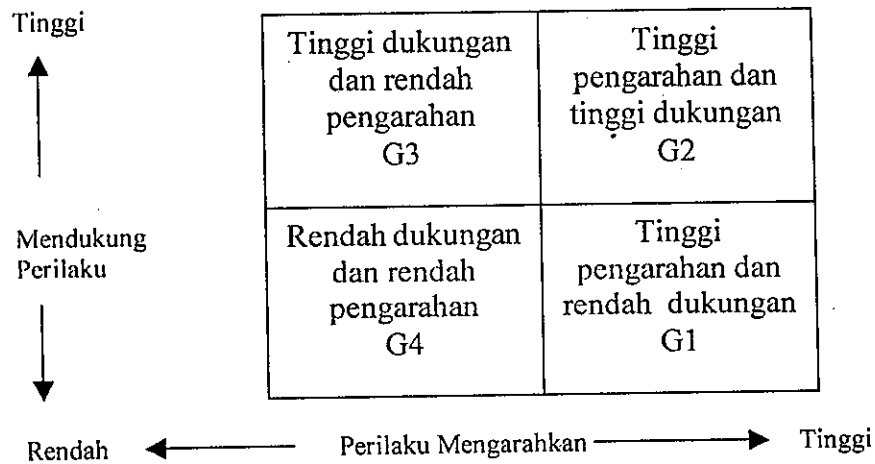 Tinggi
Tinggi dukungan
dan rendah
pengarahan
G3
Tinggi
pengarahan dan
tinggi dukungan
G2
Mendukung
Perilaku
Rendah dukungan
dan rendah
pengarahan
G4
Tinggi
pengarahan dan
rendah dukungan
G1
Rendah
Perilaku Mengarahkan
Tinggi